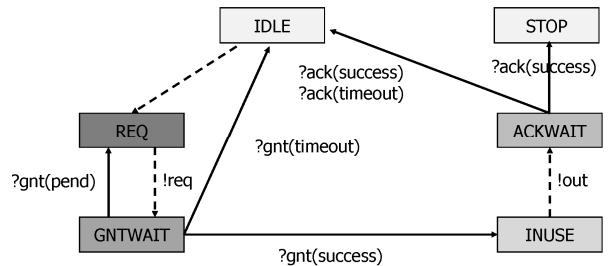 IDLE
STOP
?ack(success)
?ack(success)
?ack(timeout)
REQ
ACKWAIT
?gnt(timeout)
?gnt(pend)
!req
!out
GNTWAIT
INUSE
?gnt(success)